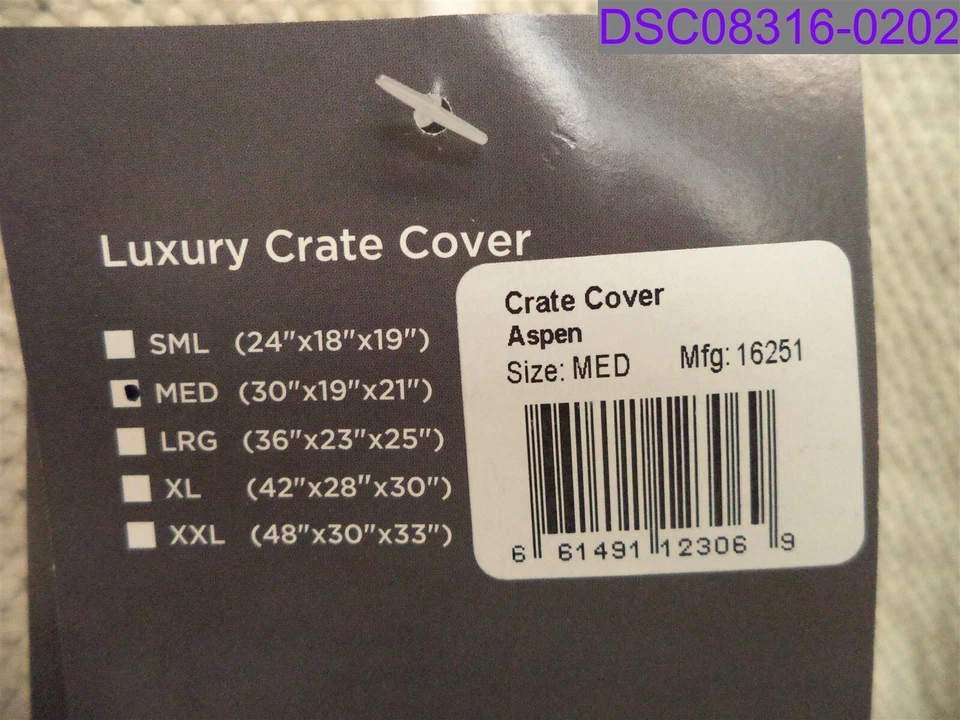 DSC08316-0202
Luxury Crate Cover
SML (24"x18"x19")
MED (30"x19"x21")
LRG (36"x23"x25")
XL (42"x28"x30")
XXL (48"x30"x33")
Crate Cover
Aspen
Size: MED Mfg: 16251
6 61491 12306 9